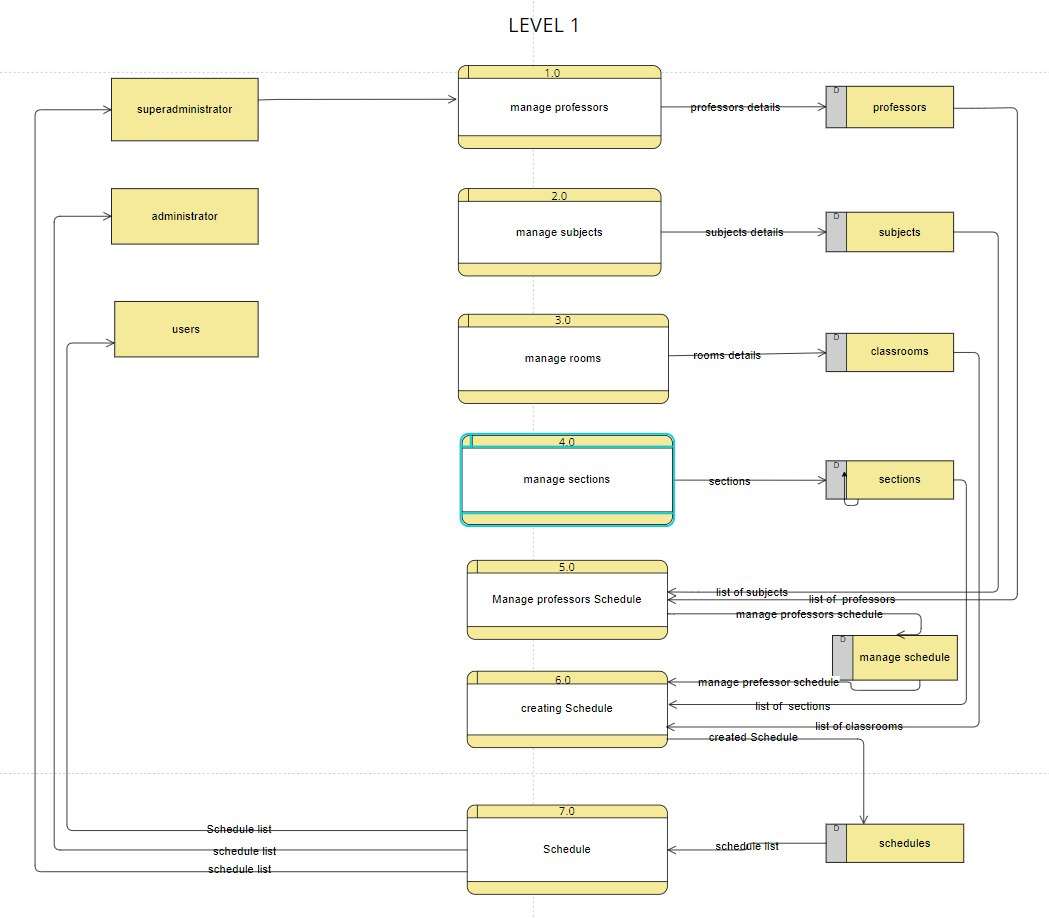 LEVEL 1
superadministrator
1.0
manage professors
professors details
D
professors
administrator
2.0
manage subjects
subjects details
D
subjects
users
3.0
manage rooms
rooms details
D
classrooms
4.0
manage sections
sections
D
sections
5.0
Manage professors Schedule
list of subjects
list of professors
manage professors schedule
D
manage schedule
6.0
creating Schedule
manage prefessor schedule
list of sections
list of classrooms
created Schedule
7.0
Schedule
Schedule list
schedule list
schedule list
schedule list
D
schedules